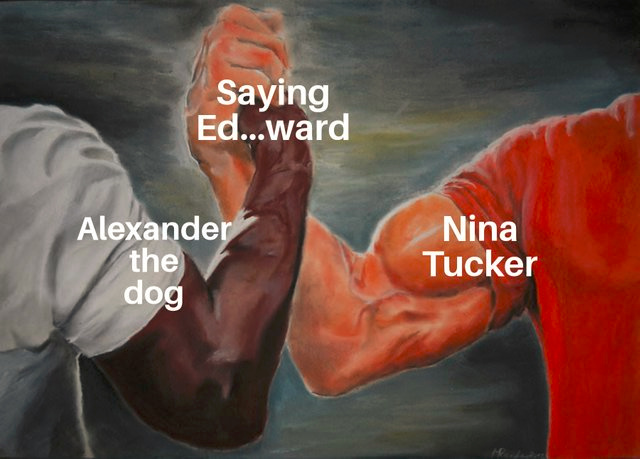 Saying
Ed...ward
Alexander
the
dog
Nina
Tucker